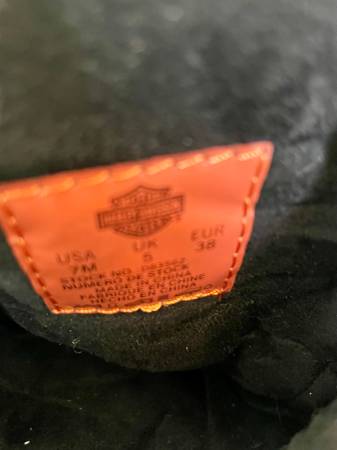 HARLEY-DAVIDSON
USA UK EUR
7M 5 38
STOCK NO.
NUMERO DE STOCK
MADE IN CHINA
FABRIQUE EN CHINE
HECHO EN CHINA